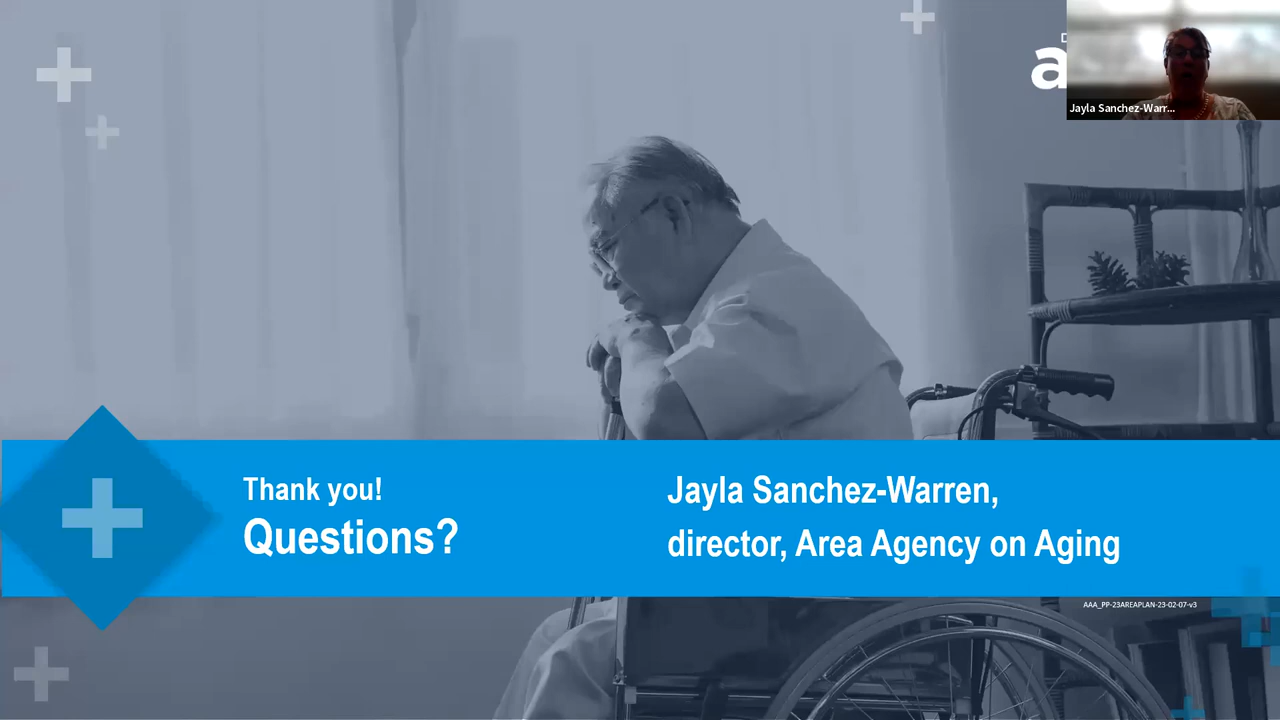 a
Jayla Sanchez-Warr...
Thank you!
Questions?
Jayla Sanchez-Warren,
director, Area Agency on Aging
AAA_PP-23AREAPLAN-23-02-07-v3